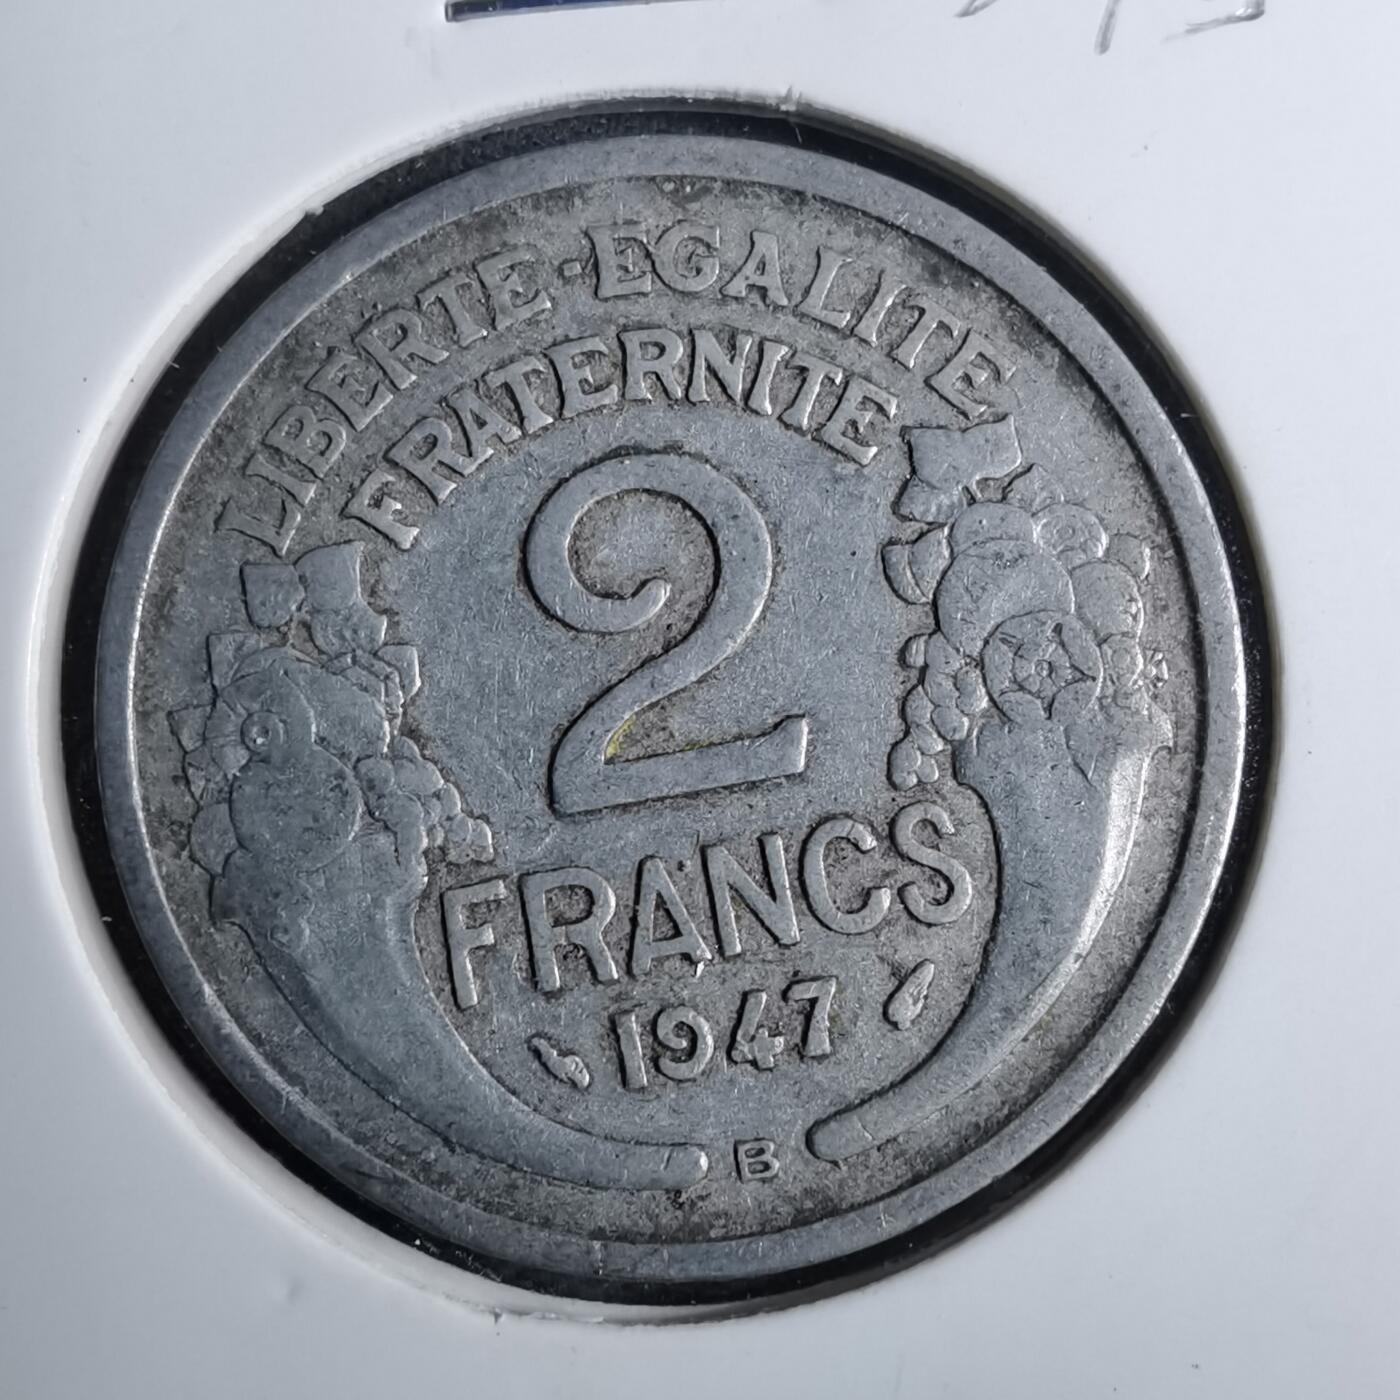 LIBERTE·EGALITE
FRATERNITE
2
FRANCS
1947
B